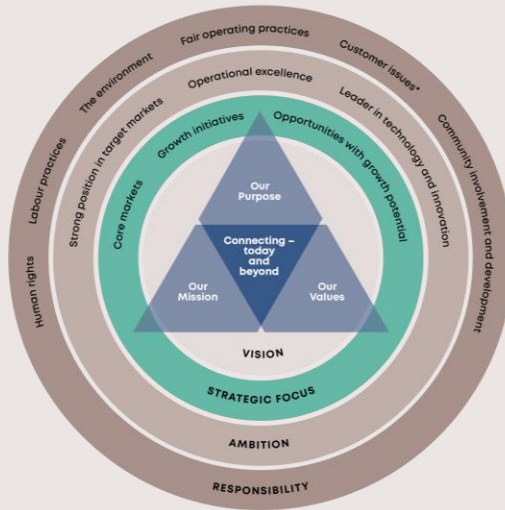 Human rights
Labour practices
The environment
Fair operating practices
Customer issues*
Community involvement and development
Strong position in target markets
Operational excellence
Leader in technology and innovation
Core markets
Growth initiatives
Opportunities with growth potential
Our
Purpose
Connecting –
today
and
beyond
Our
Mission
Our
Values
VISION
STRATEGIC FOCUS
AMBITION
RESPONSIBILITY